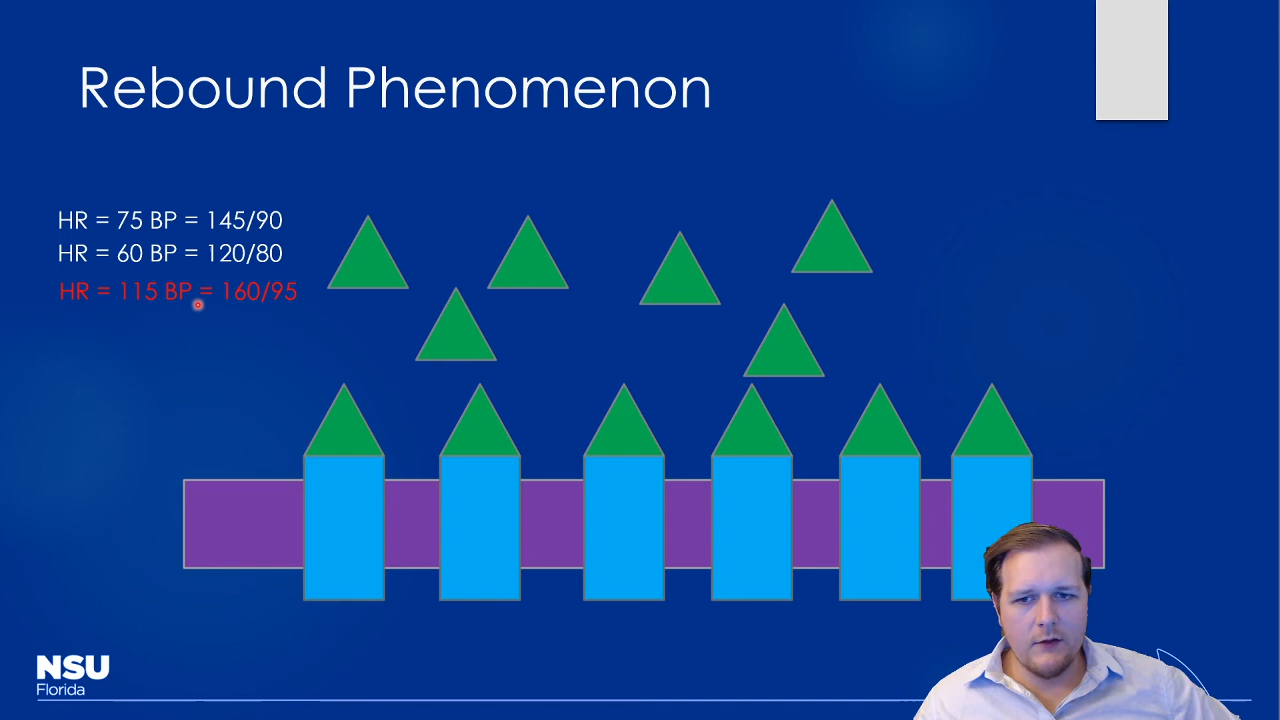 Rebound Phenomenon
HR = 75 BP = 145/90
HR = 60 BP = 120/80
HR = 115 BP = 160/95
NSU
Florida